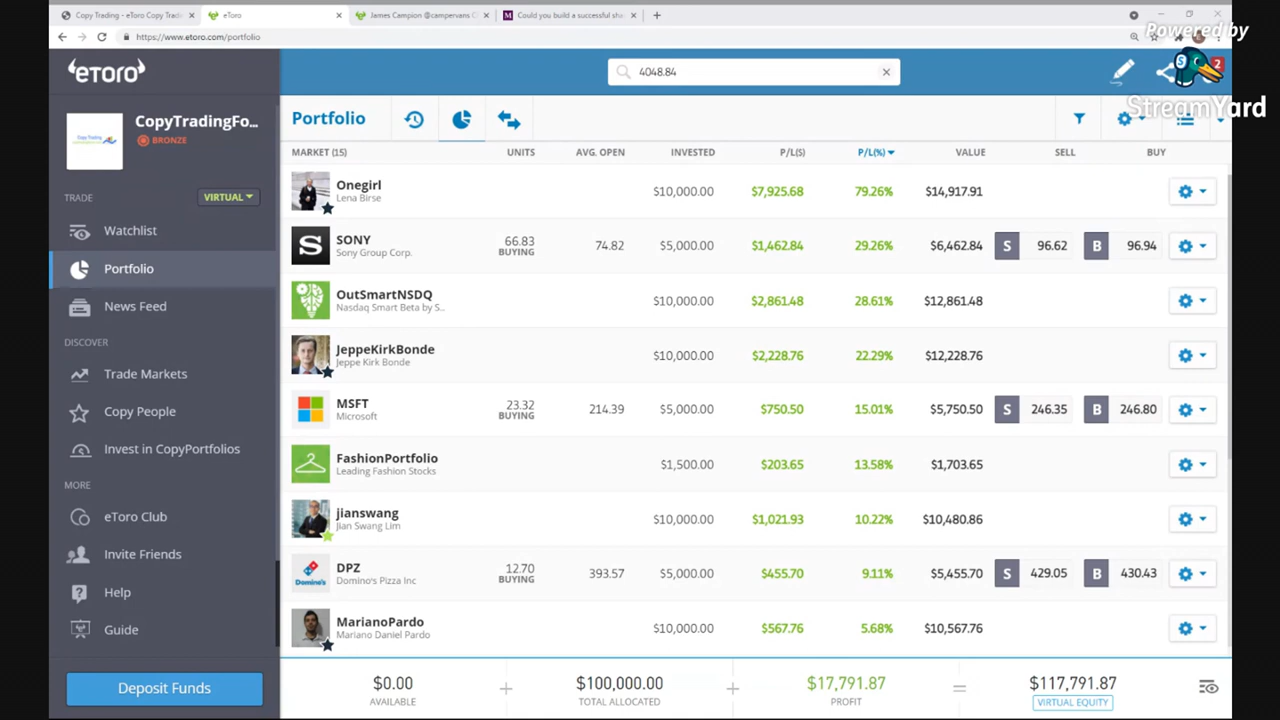 Copy Trading - eToro Copy Trad
eToro
James Campion @campervans
Could you build a successful sha
https://www.etoro.com/portfolio
Powered by
StreamYard
2
eToro
4048.84
CopyTradingFo...
BRONZE
TRADE
VIRTUAL
Watchlist
Portfolio
News Feed
DISCOVER
Trade Markets
Copy People
Invest in CopyPortfolios
MORE
eToro Club
Invite Friends
Help
Guide
Deposit Funds
Portfolio
MARKET (15) UNITS AVG. OPEN INVESTED P/L($) P/L(%) VALUE SELL BUY
Onegirl
Lena Birse
$10,000.00 $7,925.68 79.26% $14,917.91
S
SONY
Sony Group Corp.
66.83
BUYING
74.82 $5,000.00 $1,462.84 29.26% $6,462.84 S 96.62 B 96.94
OutSmartNSDQ
Nasdaq Smart Beta by S..
$10,000.00 $2,861.48 28.61% $12,861.48
JeppeKirkBonde
Jeppe Kirk Bonde
$10,000.00 $2,228.76 22.29% $12,228.76
MSFT
Microsoft
23.32
BUYING
214.39 $5,000.00 $750.50 15.01% $5,750.50 S 246.35 B 246.80
FashionPortfolio
Leading Fashion Stocks
$1,500.00 $203.65 13.58% $1,703.65
jianswang
Jian Swang Lim
$10,000.00 $1,021.93 10.22% $10,480.86
Domino's
DPZ
Domino's Pizza Inc
12.70
BUYING
393.57 $5,000.00 $455.70 9.11% $5,455.70 S 429.05 B 430.43
MarianoPardo
Mariano Daniel Pardo
$10,000.00 $567.76 5.68% $10,567.76
$0.00 + $100,000.00 + $17,791.87 = $117,791.87
AVAILABLE TOTAL ALLOCATED PROFIT VIRTUAL EQUITY